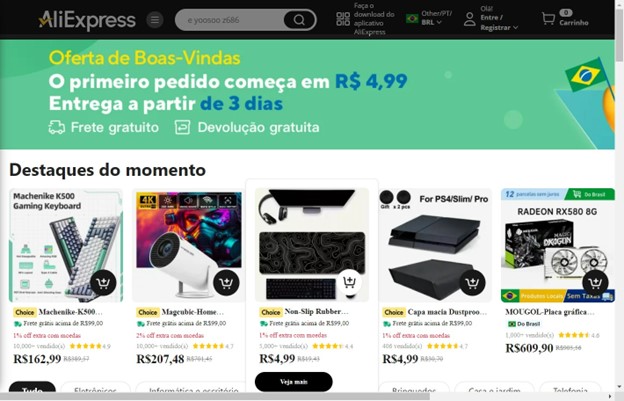 AliExpress
e yoosoo z686
Faça o
download do
aplicativo
AliExpress
Other/PT/
BRL
Olá!
Entre /
Registrar
0
Carrinho
Oferta de Boas-Vindas
O primeiro pedido começa em R$ 4,99
Entrega a partir de 3 dias
Frete gratuito Devolução gratuita
Destaques do momento
Machenike K500
Gaming Keyboard
4K
For PS4/Slim/ Pro
Gift x 2 pcs
12 parcelas sem juros Do Brasil
RADEON RX580 8G
Produtos Locais Sem Taxas
Choice Machenike-K500…
Frete grátis acima de R$99,00
1% off extra com moedas
10,000+ vendido(s) 4.9
R$162,99 R$589,57
Choice Magcubic-Home…
Frete grátis acima de R$99,00
2% off extra com moedas
10,000+ vendido(s) 4.7
R$207,48 R$701,45
Choice Non-Slip Rubber…
Frete grátis acima de R$99,00
1% off extra com moedas
5,000+ vendido(s) 4.4
R$4,99 R$19,43
Veja mais
Choice Capa macia Dustproo…
Frete grátis acima de R$99,00
1% off extra com moedas
408 vendido(s) 4.7
R$4,99 R$50,70
MOUGOL-Placa gráfica…
Do Brasil
1,000+ vendido(s) 4.8
R$609,90
Tudo Eletrônicos Informática e escritório Brinquedos Casa e jardim Telefonia